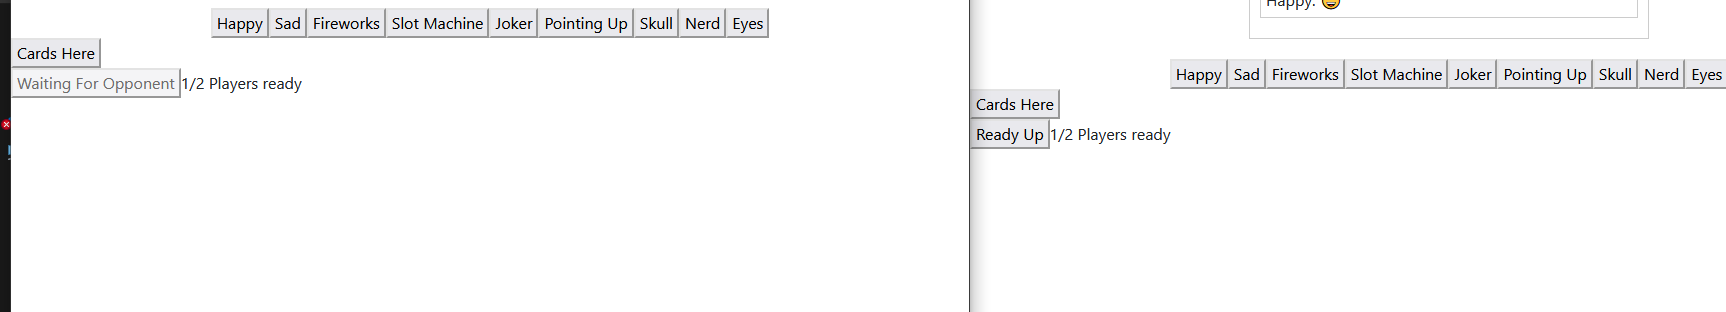 Happy Sad Fireworks Slot Machine Joker Pointing Up Skull Nerd Eyes
Cards Here
Waiting For Opponent 1/2 Players ready
Happy: 😄
Happy Sad Fireworks Slot Machine Joker Pointing Up Skull Nerd Eyes
Cards Here
Ready Up 1/2 Players ready